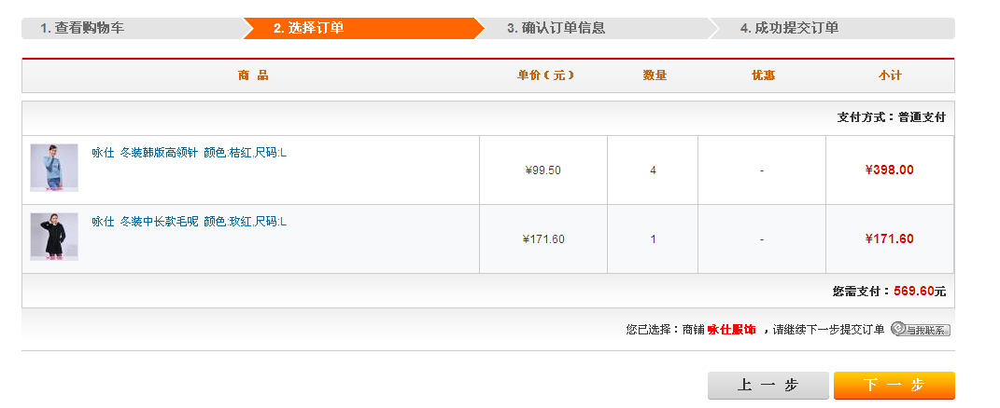 1. 查看购物车 2. 选择订单 3. 确认订单信息 4. 成功提交订单
商 品 单价（元） 数量 优惠 小计
支付方式：普通支付
咏仕 冬装韩版高领针 颜色:桔红,尺码:L
¥99.50 4 - ¥398.00
咏仕 冬装中长款毛呢 颜色:玫红,尺码:L
¥171.60 1 - ¥171.60
您需支付：569.60元
您已选择：商铺 咏仕服饰 ，请继续下一步提交订单 与我联系
上 一 步 下 一 步